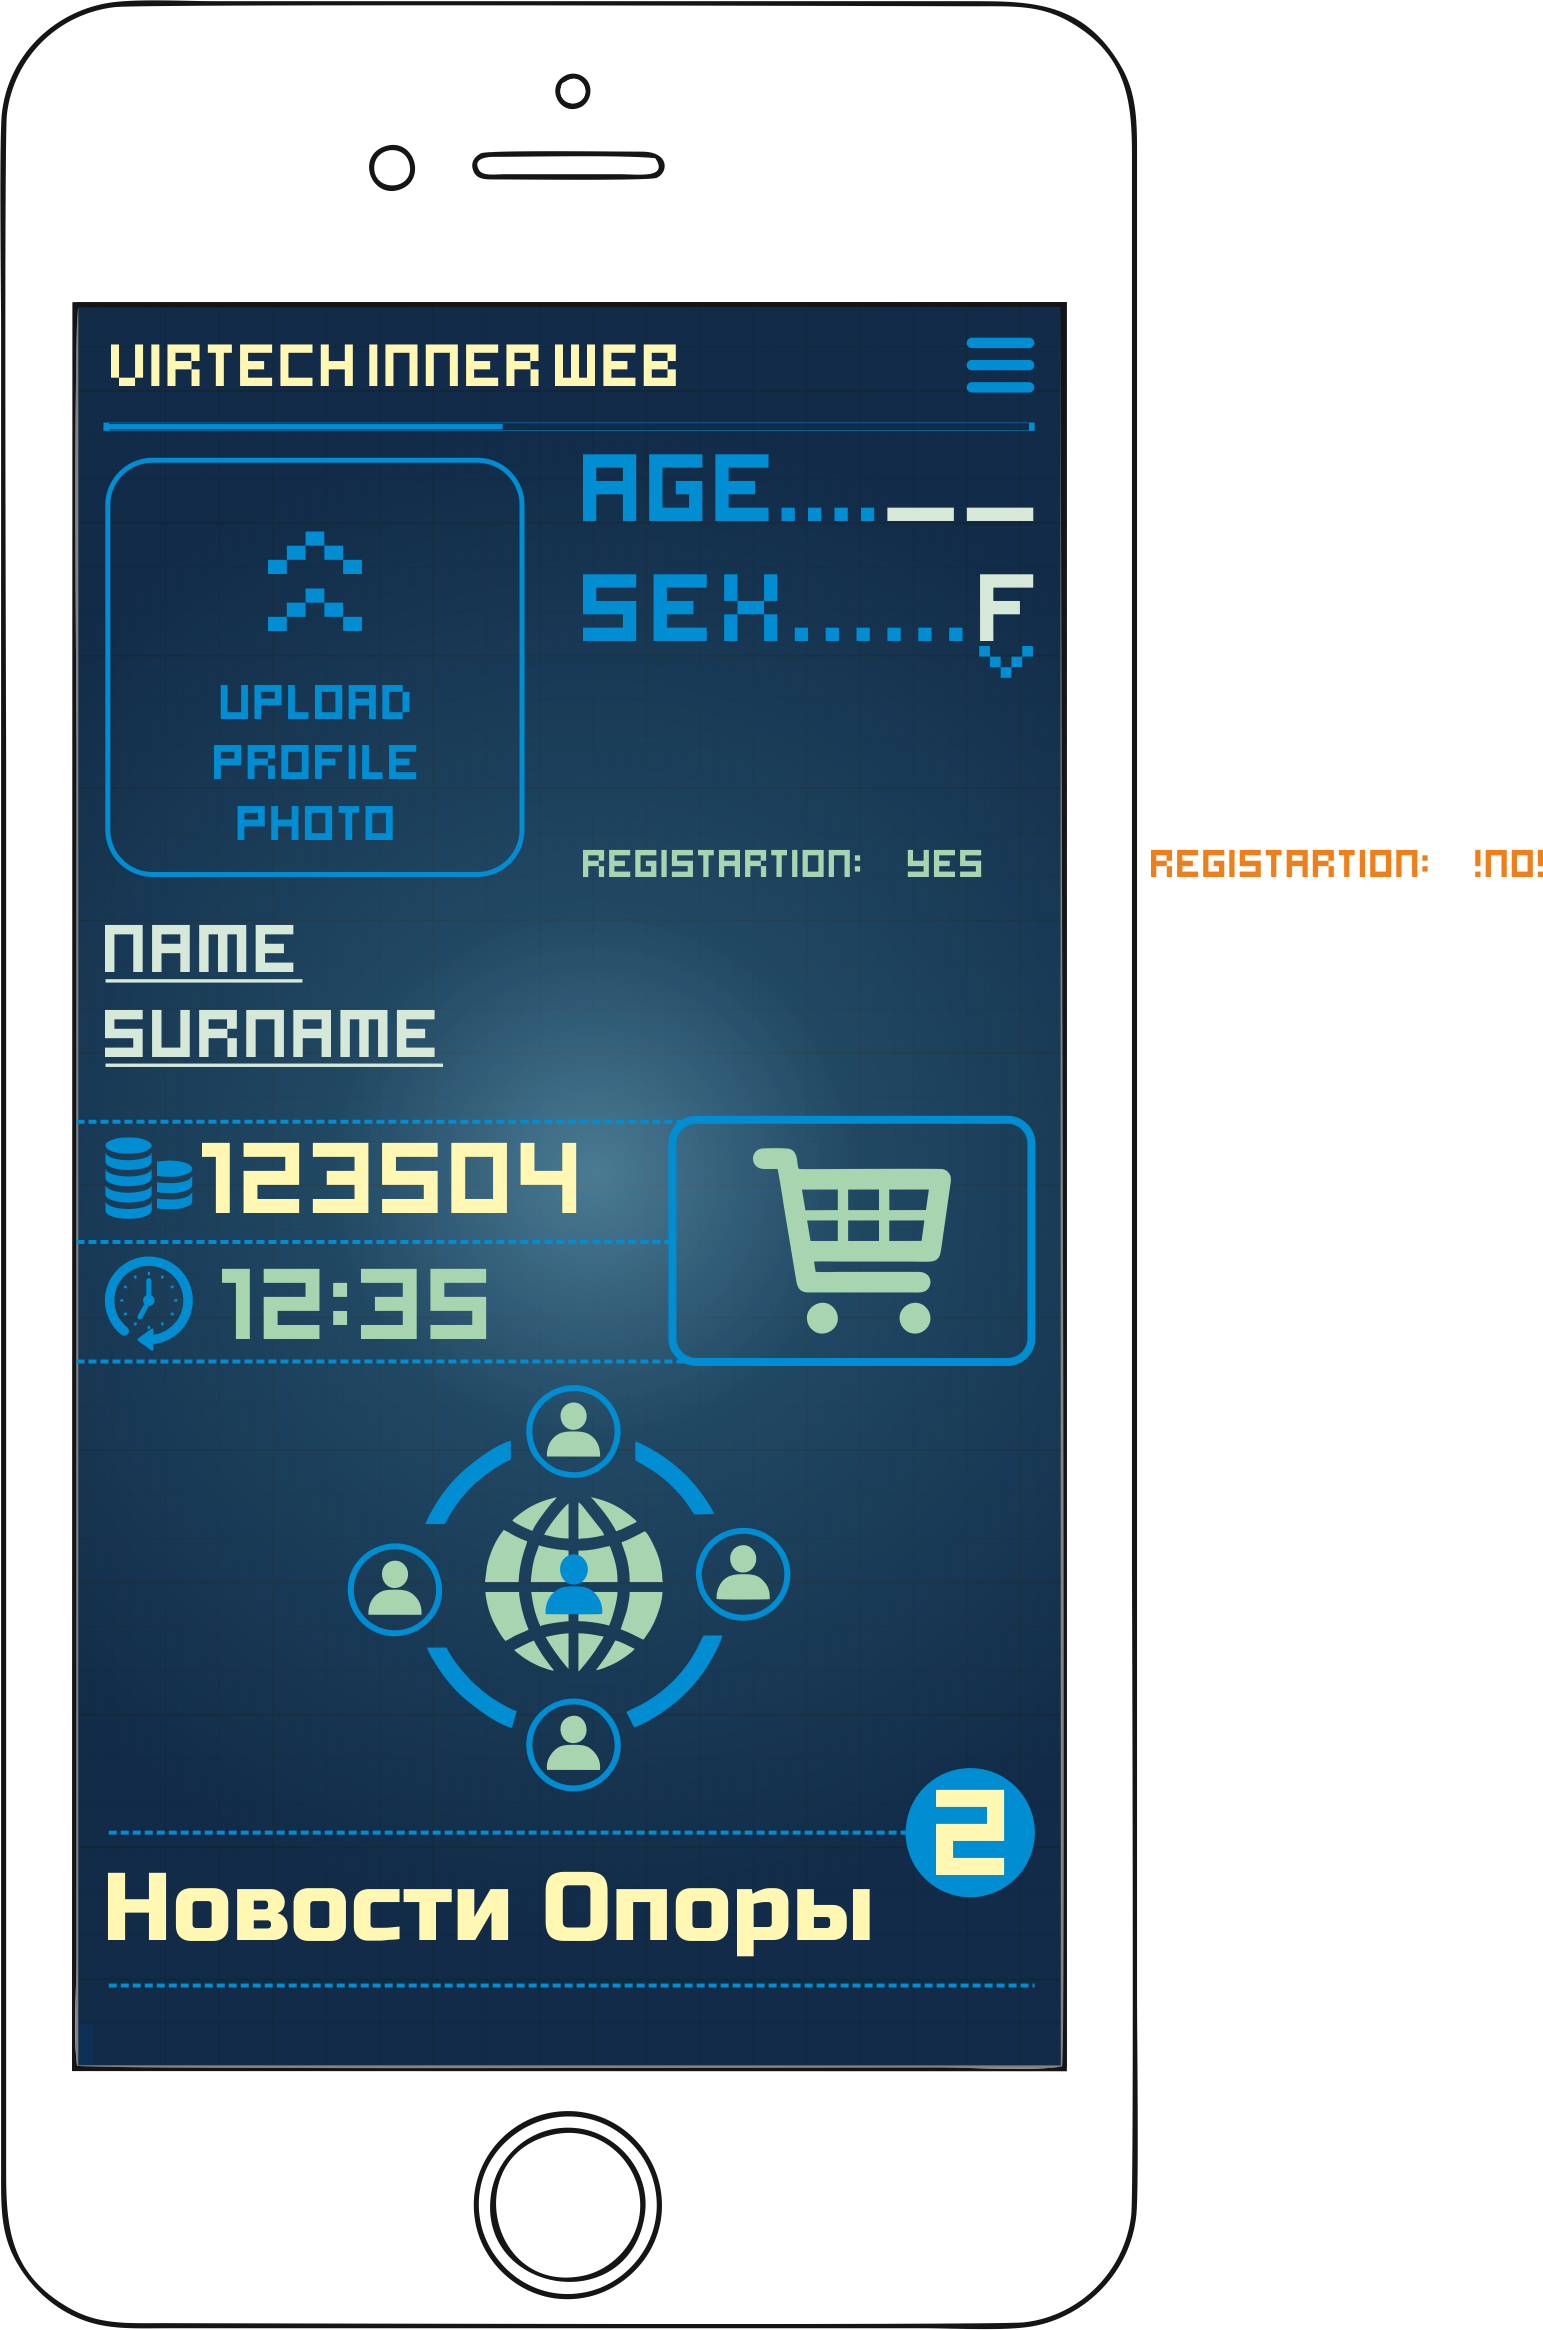 VIRTECH INNER WEB
AGE....__
SEX.......F
UPLOAD
PROFILE
PHOTO
REGISTARTION: YES
REGISTARTION: !NO!
NAME
SURNAME
123504
12:35
2
Новости Опоры